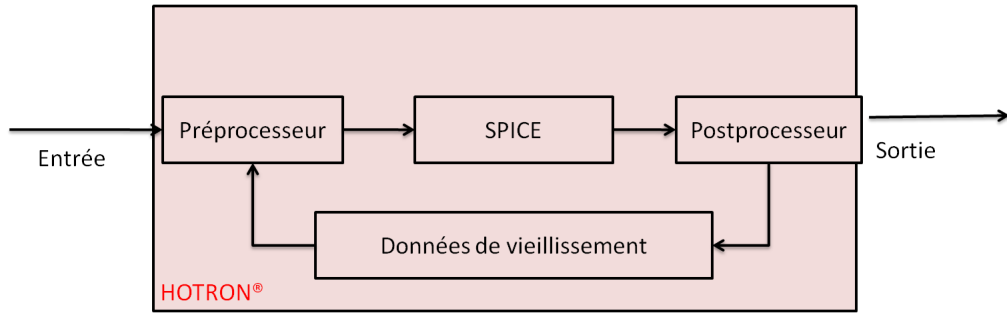 Entrée
Préprocesseur
SPICE
Postprocesseur
Sortie
Données de vieillissement
HOTRON®